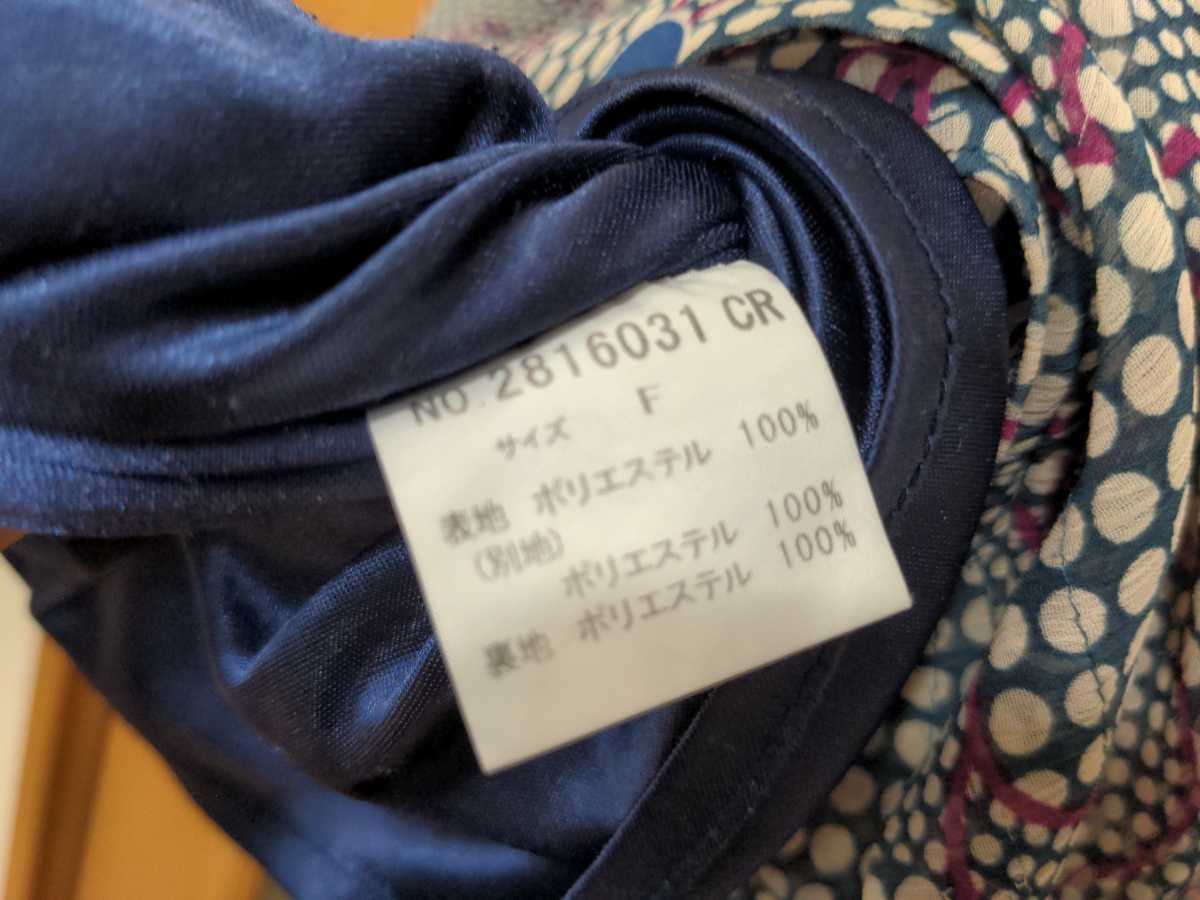 NO.2816031 CR
サイズ F
表地 ポリエステル 100%
(別地)
ポリエステル 100%
裏地 ポリエステル 100%